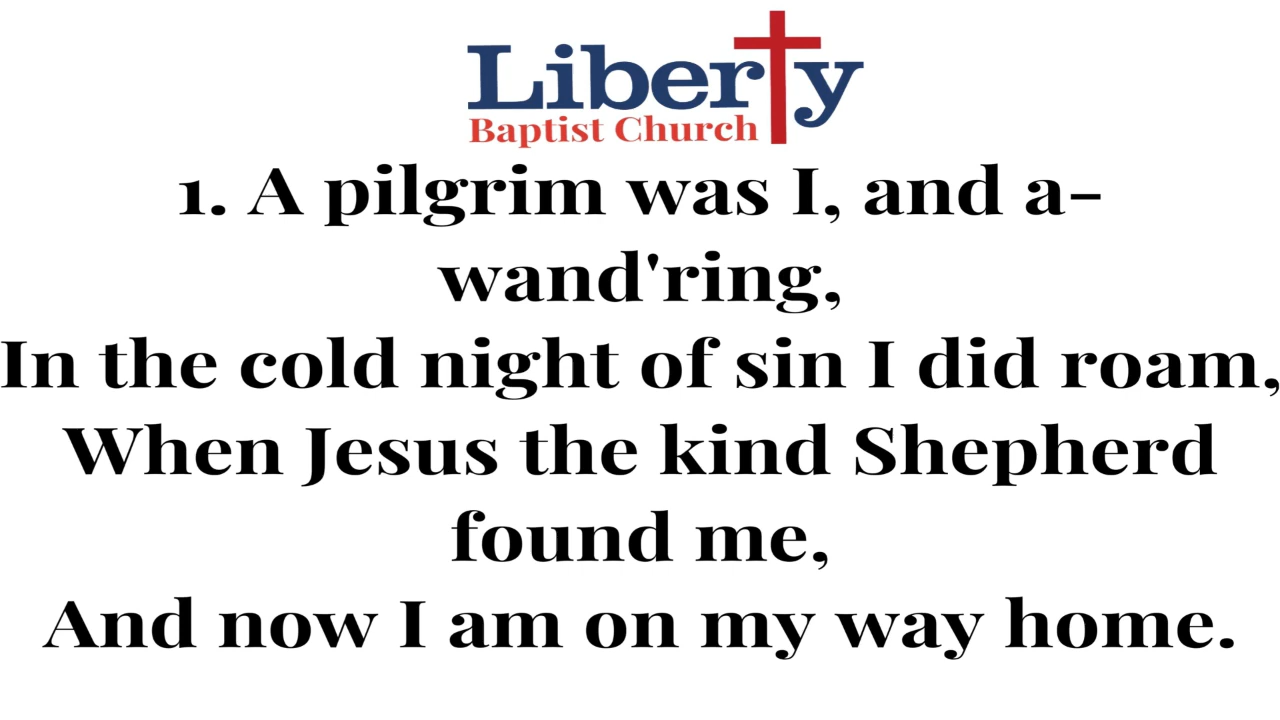 Liberty
Baptist Church
1. A pilgrim was I, and a-
wand'ring,
In the cold night of sin I did roam,
When Jesus the kind Shepherd
found me,
And now I am on my way home.